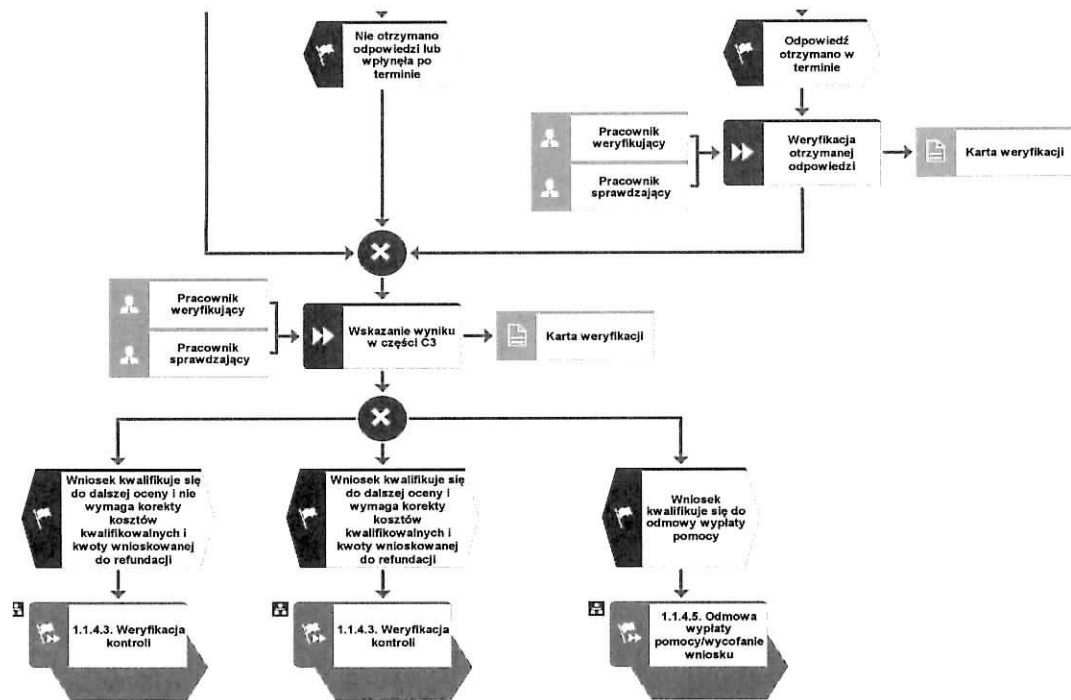 Nie otrzymano
odpowiedzi lub
wpłynęła po
terminie
Odpowiedź
otrzymano w
terminie
Pracownik
weryfikujący
Pracownik
sprawdzający
Weryfikacja
otrzymanej
odpowiedzi
Karta weryfikacji
Pracownik
weryfikujący
Pracownik
sprawdzający
Wskazanie wyniku
w części C3
Karta weryfikacji
Wniosek kwalifikuje się
do dalszej oceny i nie
wymaga korekty
kosztów
kwalifikowalnych i
kwoty wnioskowanej
do refundacji
Wniosek kwalifikuje się
do dalszej oceny i
wymaga korekty
kosztów
kwalifikowalnych i
kwoty wnioskowanej
do refundacji
Wniosek
kwalifikuje się do
odmowy wypłaty
pomocy
1.1.4.3. Weryfikacja
kontroli
1.1.4.3. Weryfikacja
kontroli
1.1.4.5. Odmowa
wypłaty
pomocy/wycofanie
wniosku